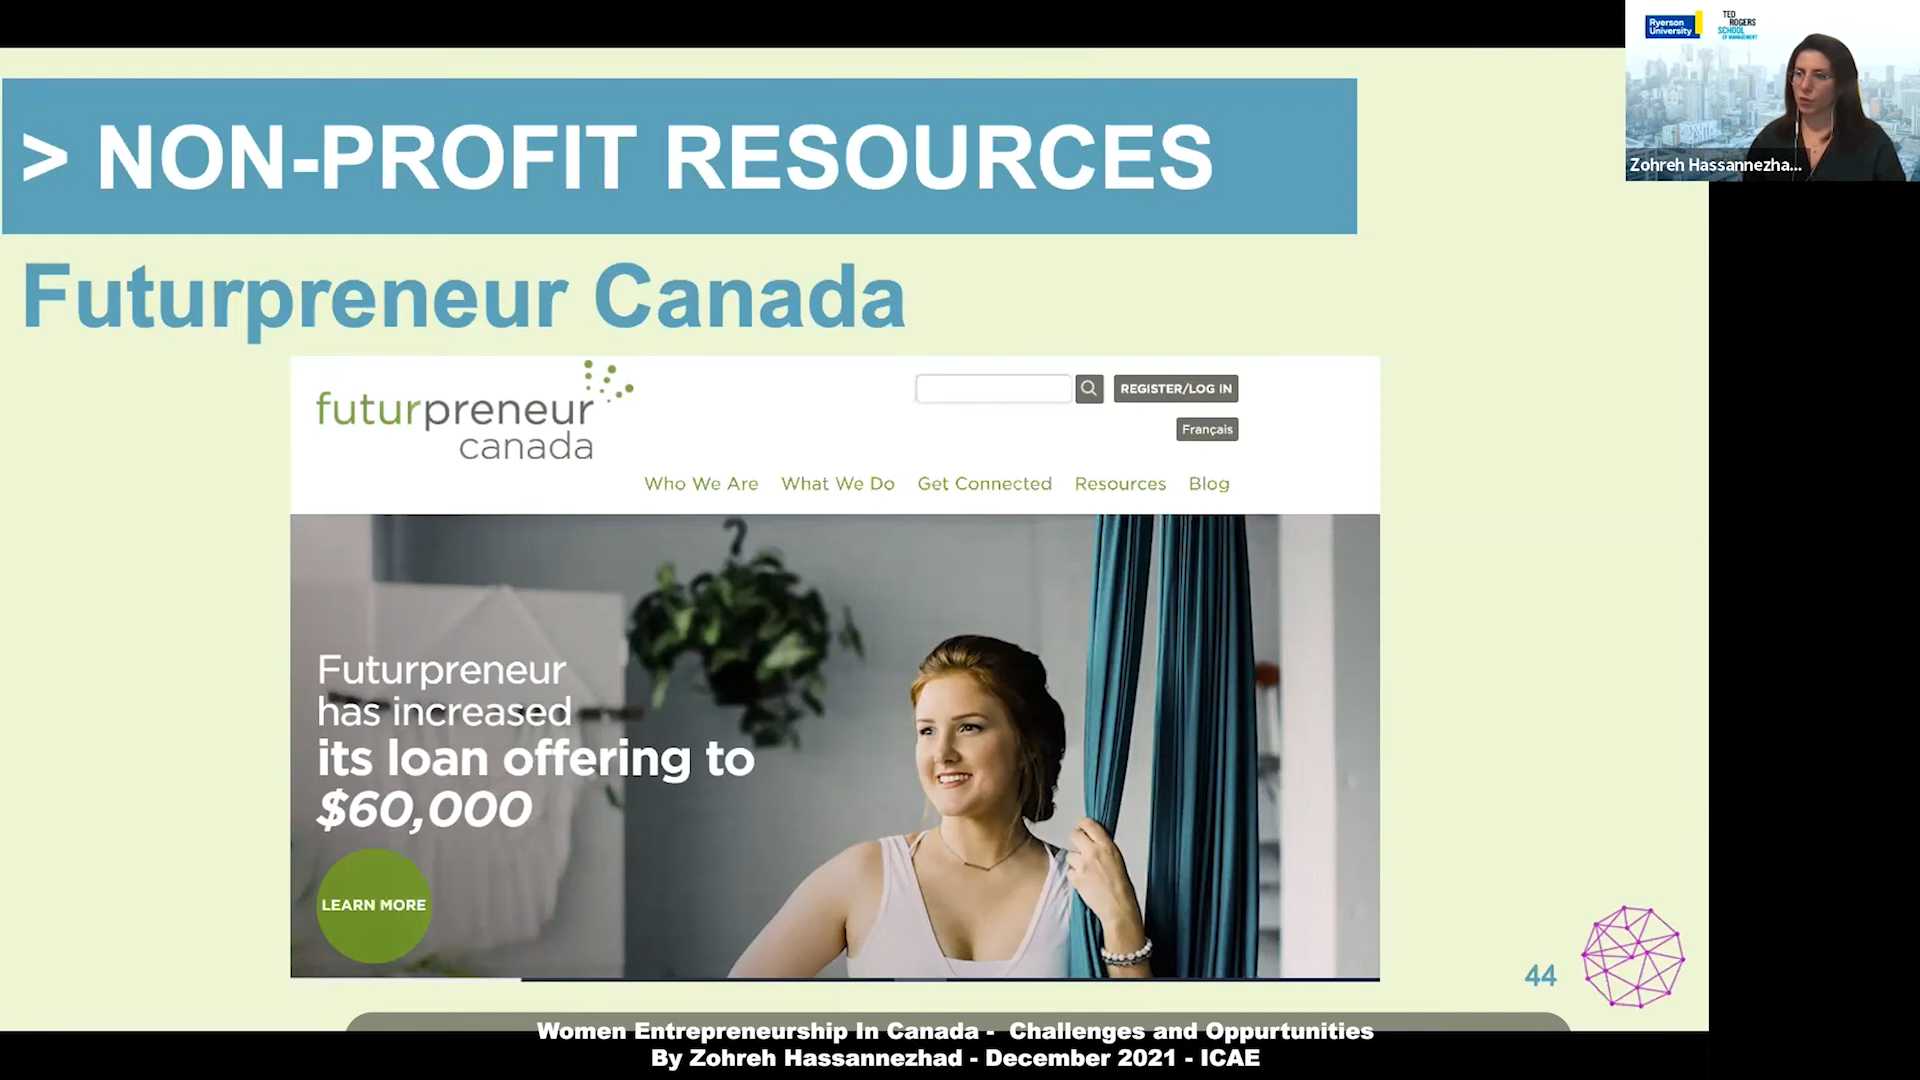 > NON-PROFIT RESOURCES
Futurpreneur Canada
futurpreneur
canada
REGISTER/LOG IN
Français
Who We Are What We Do Get Connected Resources Blog
Futurpreneur
has increased
its loan offering to
$60,000
LEARN MORE
44
Women Entrepreneurship In Canada - Challenges and Oppurtunities
By Zohreh Hassannezhad - December 2021 - ICAE
Ryerson
University
TED
ROGERS
SCHOOL
OF MANAGEMENT
Zohreh Hassannezha...